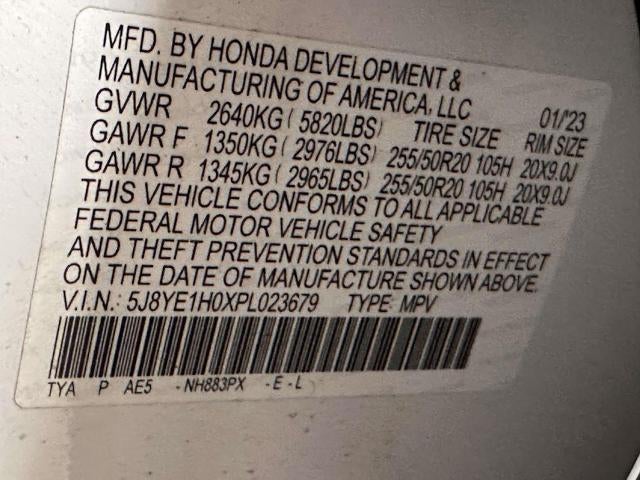 MFD. BY HONDA DEVELOPMENT &
MANUFACTURING OF AMERICA, LLC 01/'23
GVWR 2640KG ( 5820LBS) TIRE SIZE RIM SIZE
GAWR F 1350KG ( 2976LBS) 255/50R20 105H 20X9.0J
GAWR R 1345KG ( 2965LBS) 255/50R20 105H 20X9.0J
THIS VEHICLE CONFORMS TO ALL APPLICABLE
FEDERAL MOTOR VEHICLE SAFETY
AND THEFT PREVENTION STANDARDS IN EFFECT
ON THE DATE OF MANUFACTURE SHOWN ABOVE.
V.I.N.: 5J8YE1H0XPL023679 TYPE: MPV
TYA P AE5 -NH883PX -E-L